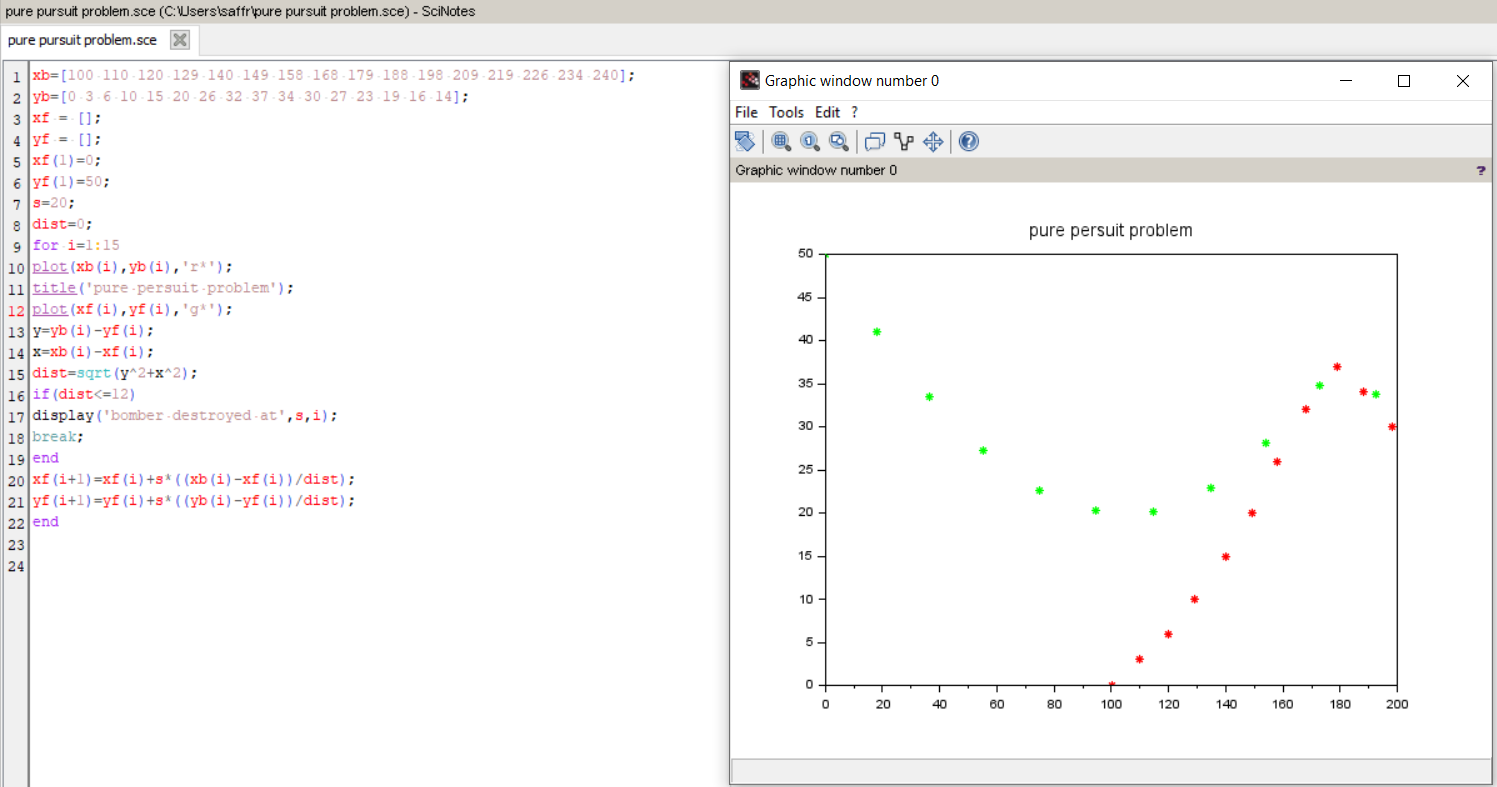 pure pursuit problem.sce (C:\Users\saffr\pure pursuit problem.sce) - SciNotes
pure pursuit problem.sce
1 xb=[100 110 120 129 140 149 158 168 179 188 198 209 219 226 234 240];
2 yb=[0 3 6 10 15 20 26 32 37 34 30 27 23 19 16 14];
3 xf = [];
4 yf = [];
5 xf(1)=0;
6 yf(1)=50;
7 s=20;
8 dist=0;
9 for i=1:15
10 plot(xb(i),yb(i),'r*');
11 title('pure persuit problem');
12 plot(xf(i),yf(i),'g*');
13 y=yb(i)-yf(i);
14 x=xb(i)-xf(i);
15 dist=sqrt(y^2+x^2);
16 if(dist<=12)
17 display('bomber destroyed at',s,i);
18 break;
19 end
20 xf(i+1)=xf(i)+s*((xb(i)-xf(i))/dist);
21 yf(i+1)=yf(i)+s*((yb(i)-yf(i))/dist);
22 end
23
24
Graphic window number 0
File Tools Edit ?
Graphic window number 0 ?
pure persuit problem
50
45
40
35
30
25
20
15
10
5
0
0 20 40 60 80 100 120 140 160 180 200